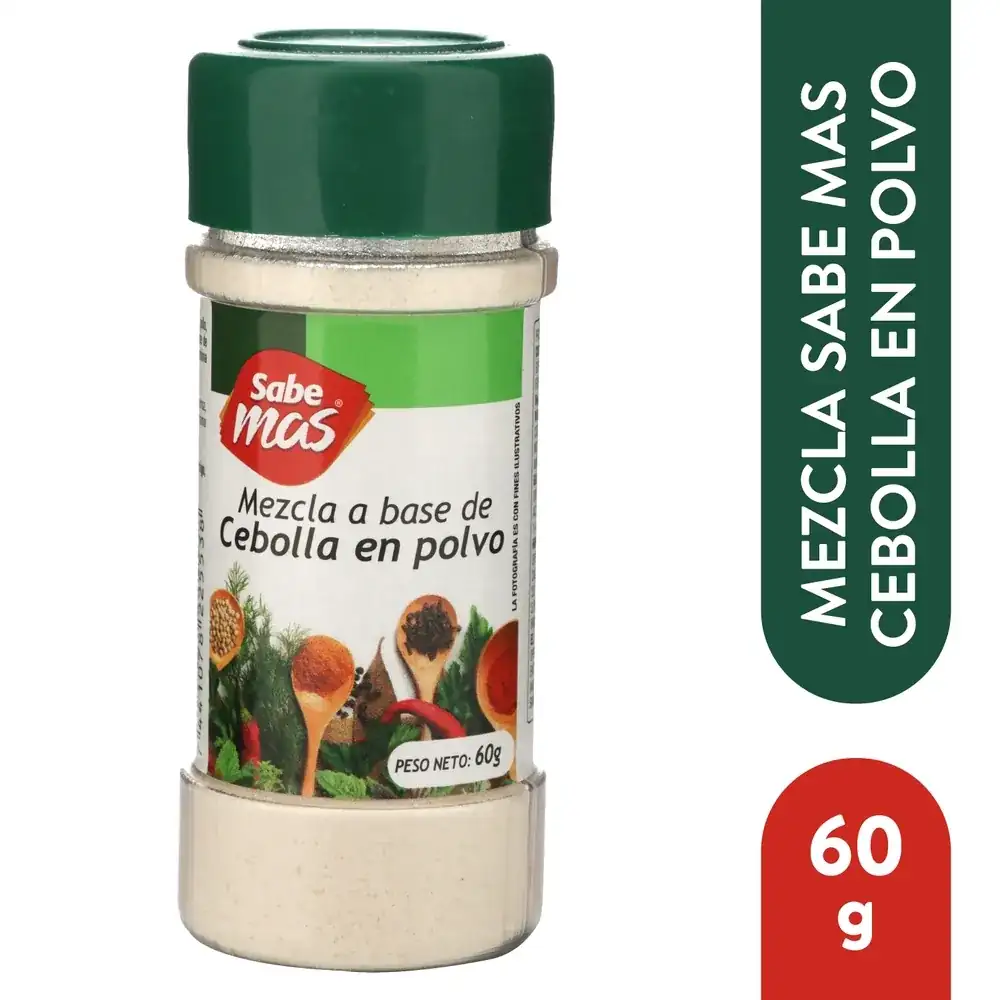 Sabe
mas®
Mezcla a base de
Cebolla en polvo
LA FOTOGRAFÍA ES CON FINES ILUSTRATIVOS
PESO NETO: 60g
MEZCLA SABE MAS
CEBOLLA EN POLVO
60
g